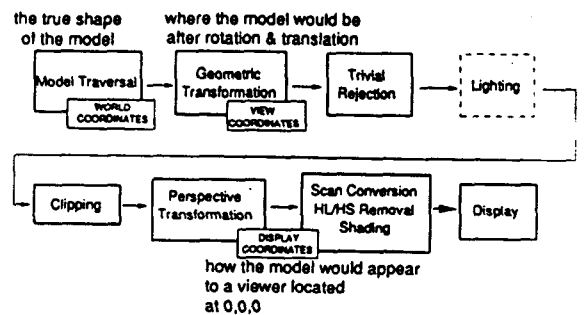 the true shape
of the model
where the model would be
after rotation & translation
Model Traversal
WORLD
COORDINATES
Geometric
Transformation
VIEW
COORDINATES
Trivial
Rejection
Lighting
Clipping
Perspective
Transformation
DISPLAY
COORDINATES
Scan Conversion
HL/HS Removal
Shading
Display
how the model would appear
to a viewer located
at 0,0,0